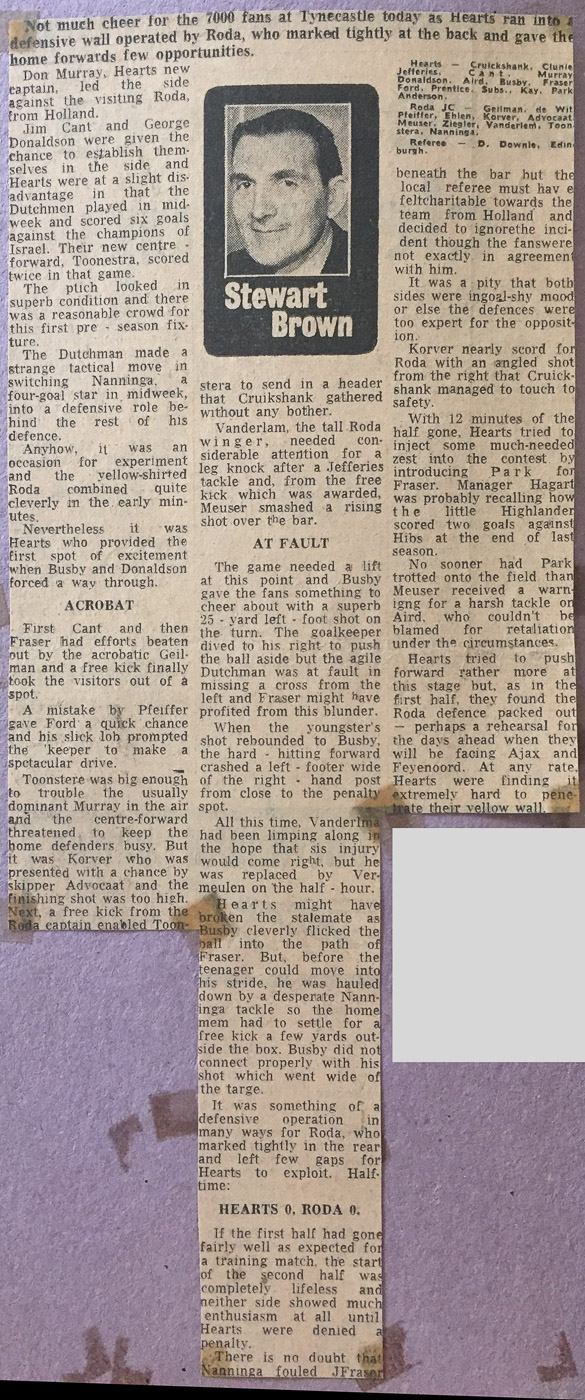 Not much cheer for the 7000 fans at Tynecastle today as Hearts ran into a
defensive wall operated by Roda, who marked tightly at the back and gave the
home forwards few opportunities.
Don Murray, Hearts new
captain, led the side
against the visiting Roda,
from Holland.
Jim Cant and George
Donaldson were given the
chance to establish them-
selves in the side and
Hearts were at a slight dis-
advantage in that the
Dutchmen played in mid-
week and scored six goals
against the champions of
Israel. Their new centre -
forward, Toonestra, scored
twice in that game.
The ptich looked in
superb condition and there
was a reasonable crowd for
this first pre - season fix-
ture.
The Dutchman made a
strange tactical move in
switching Nanninga, a
four-goal star in midweek,
into a defensive role be-
hind the rest of his
defence.
Anyhow, it was an
occasion for experiment
and the yellow-shirted
Roda combined quite
cleverly in the early min-
utes.
Nevertheless it was
Hearts who provided the
first spot of excitement
when Busby and Donaldson
forced a way through.
ACROBAT
First Cant and then
Fraser had efforts beaten
out by the acrobatic Geil-
man and a free kick finally
took the visitors out of a
spot.
A mistake by Pfeiffer
gave Ford a quick chance
and his slick lob prompted
the 'keeper to make a
spctacular drive.
Toonstere was big enough
to trouble the usually
dominant Murray in the air
and the centre-forward
threatened to keep the
home defenders busy. But
it was Korver who was
presented with a chance by
skipper Advocaat and the
finishing shot was too high.
Next, a free kick from the
Roda captain enabled Toon-
Stewart
Brown
stera to send in a header
that Cruikshank gathered
without any bother.
Vanderlam, the tall Roda
winger, needed con-
siderable attention for a
leg knock after a Jefferies
tackle and, from the free
kick which was awarded,
Meuser smashed a rising
shot over the bar.
AT FAULT
The game needed a lift
at this point and Busby
gave the fans something to
cheer about with a superb
25 - yard left - foot shot on
the turn. The goalkeeper
dived to his right to push
the ball aside but the agile
Dutchman was at fault in
missing a cross from the
left and Fraser might have
profited from this blunder.
When the youngster's
shot rebounded to Busby,
the hard - hitting forward
crashed a left - footer wide
of the right - hand post
from close to the penalty
spot.
All this time, Vanderlma
had been limping along in
the hope that sis injury
would come right, but he
was replaced by Ver-
meulen on the half - hour.
Hearts might have
broken the stalemate as
Busby cleverly flicked the
ball into the path of
Fraser. But, before the
teenager could move into
his stride, he was hauled
down by a desperate Nann-
inga tackle so the home
mem had to settle for a
free kick a few yards out-
side the box. Busby did not
connect properly with his
shot which went wide of
the targe.
It was something of a
defensive operation in
many ways for Roda, who
marked tightly in the rear
and left few gaps for
Hearts to exploit. Half-
time:
HEARTS 0, RODA 0.
If the first half had gone
fairly well as expected for
a training match, the start
of the second half was
completely lifeless and
neither side showed much
enthusiasm at all until
Hearts were denied a
penalty.
There is no doubt that
Nanninga fouled JFraser
Hearts — Cruickshank, Clunie
Jefferies, Cant, Murray
Donaldson, Aird, Busby, Fraser
Ford, Prentice. Subs., Kay, Park
Anderson.
Roda JC — Geilman, de Wit
Pfeiffer, Ehlen, Korver, Advocaat
Meuser, Ziegler, Vanderlem, Toon-
stera, Nanninga.
Referee — D. Downie, Edin-
burgh.
beneath the bar but the
local referee must hav e
feltcharitable towards the
team from Holland and
decided to ignorethe inci-
dent though the fanswere
not exactly in agreement
with him.
It was a pity that both
sides were ingoal-shy mood
or else the defences were
too expert for the opposit-
ion.
Korver nearly scord for
Roda with an angled shot
from the right that Cruick-
shank managed to touch to
safety.
With 12 minutes of the
half gone, Hearts tried to
inject some much-needed
zest into the contest by
introducing Park for
Fraser. Manager Hagart
was probably recalling how
the little Highlander
scored two goals against
Hibs at the end of last
season.
No sooner had Park
trotted onto the field than
Meuser received a warn-
igng for a harsh tackle on
Aird, who couldn't be
blamed for retaliation
under the circumstances.
Hearts tried to push
forward rather more at
this stage but, as in the
first half, they found the
Roda defence packed out
— perhaps a rehearsal for
the days ahead when they
will be facing Ajax and
Feyenoord. At any rate,
Hearts were finding it
extremely hard to pene-
trate their yellow wall.